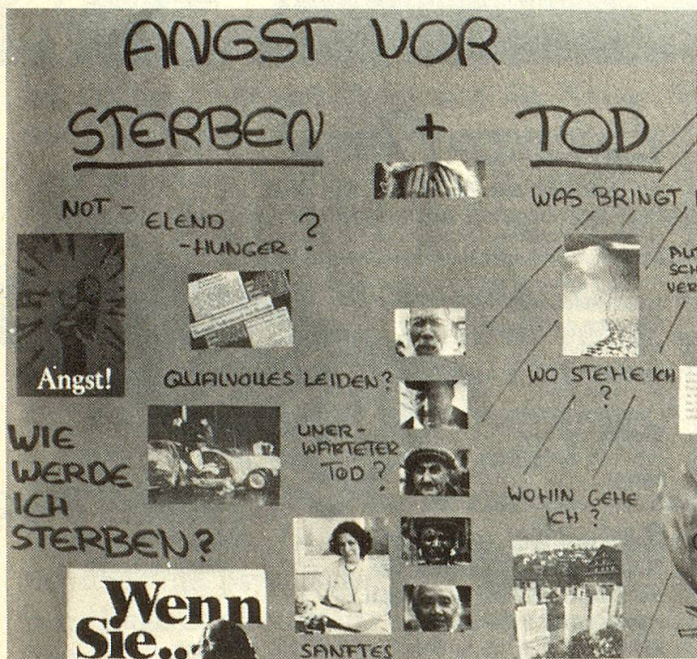 ANGST VOR
STERBEN + TOD
NOT-
ELEND
-HUNGER ?
Angst!
QUALVOLLES LEIDEN?
WIE
WERDE
ICH
STERBEN?
UNER-
WARTETER
TOD?
Wenn
Sie..
SANFTES
WAS BRINGT
WO STEHE ICH
?
WOHIN GEHE
ICH?